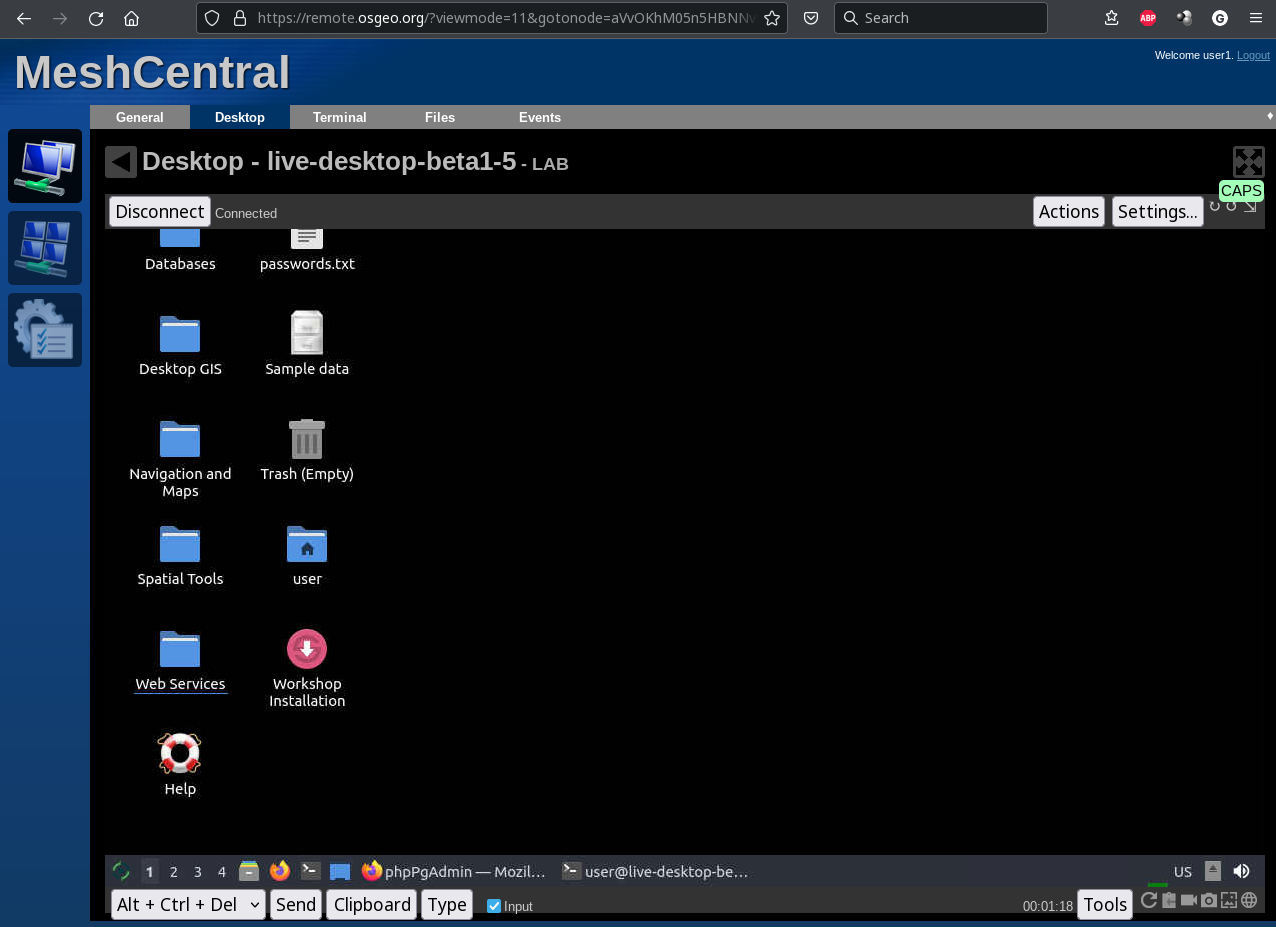 https://remote.osgeo.org/?viewmode=11&gotonode=aVvOKhM05n5HBNNv
Search
ABP
G
MeshCentral
Welcome user1. Logout
General Desktop Terminal Files Events
Desktop - live-desktop-beta1-5 - LAB
CAPS
Disconnect Connected
Actions Settings...
Databases
passwords.txt
Desktop GIS
Sample data
Navigation and
Maps
Trash (Empty)
Spatial Tools
user
Web Services
Workshop
Installation
Help
1 2 3 4
phpPgAdmin — Mozil...
user@live-desktop-be...
US
Alt + Ctrl + Del
Send
Clipboard
Type
Input
00:01:18
Tools